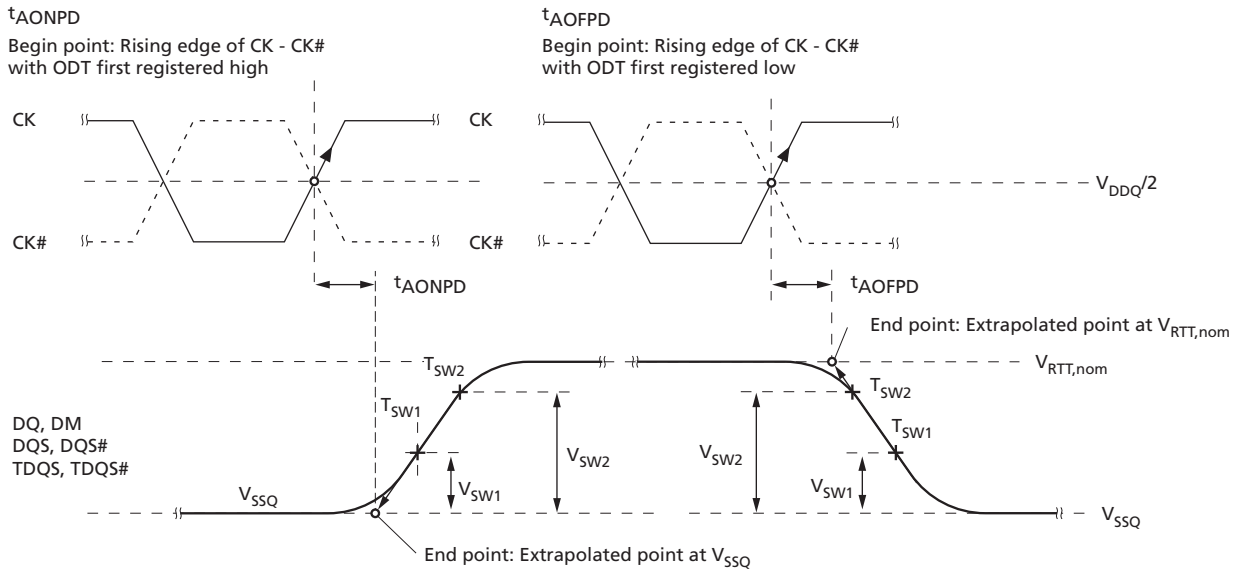 tAONPD
Begin point: Rising edge of CK - CK#
with ODT first registered high
tAOFPD
Begin point: Rising edge of CK - CK#
with ODT first registered low
CK
CK
VDDQ/2
CK#
CK#
tAONPD
tAOFPD
End point: Extrapolated point at VRTT,nom
VRTT,nom
TSW2
TSW2
TSW1
TSW1
DQ, DM
DQS, DQS#
TDQS, TDQS#
VSW2
VSW2
VSW1
VSW1
VSSQ
VSSQ
End point: Extrapolated point at VSSQ